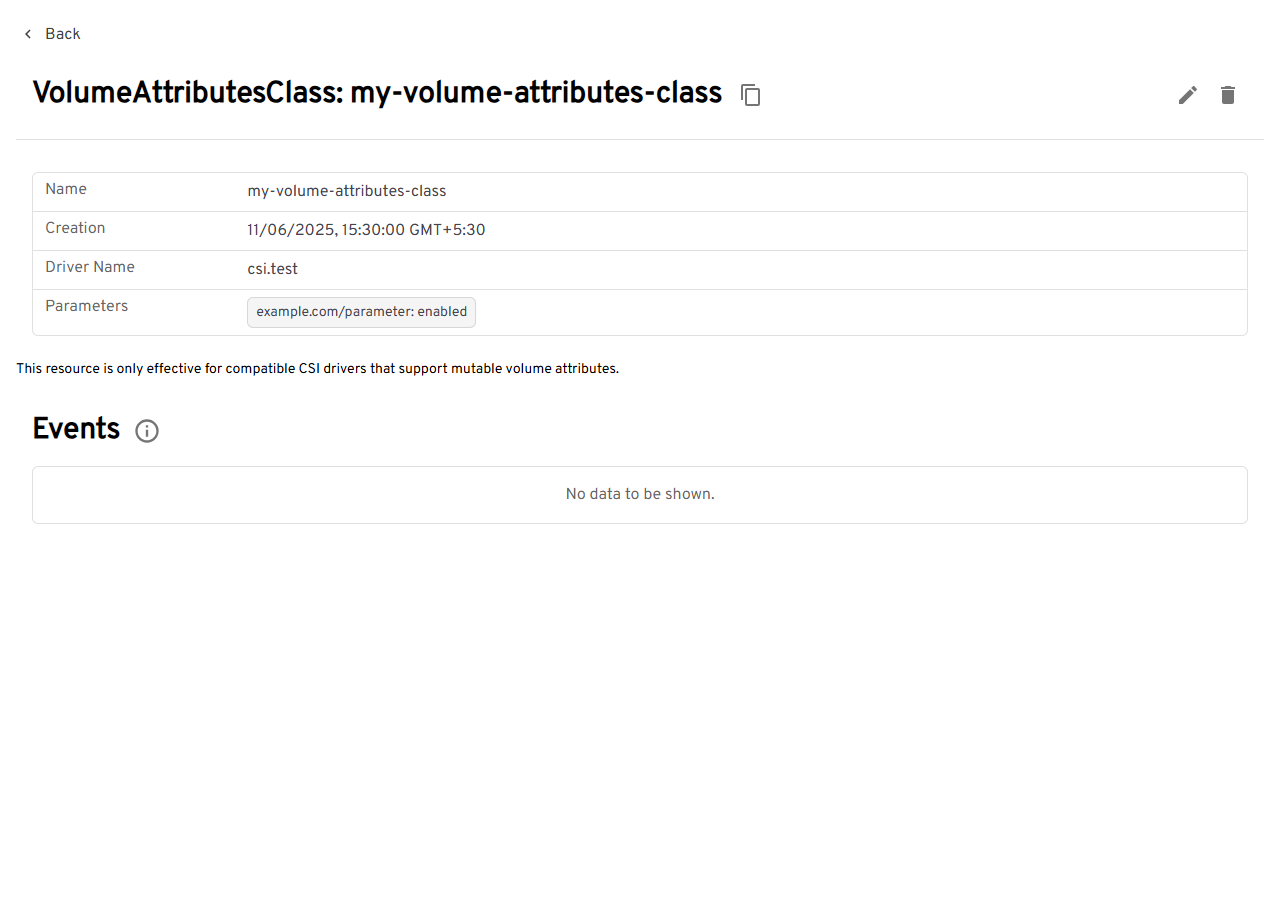 Back
VolumeAttributesClass: my-volume-attributes-class
Name my-volume-attributes-class
Creation 11/06/2025, 15:30:00 GMT+5:30
Driver Name csi.test
Parameters example.com/parameter: enabled
This resource is only effective for compatible CSI drivers that support mutable volume attributes.
Events
No data to be shown.